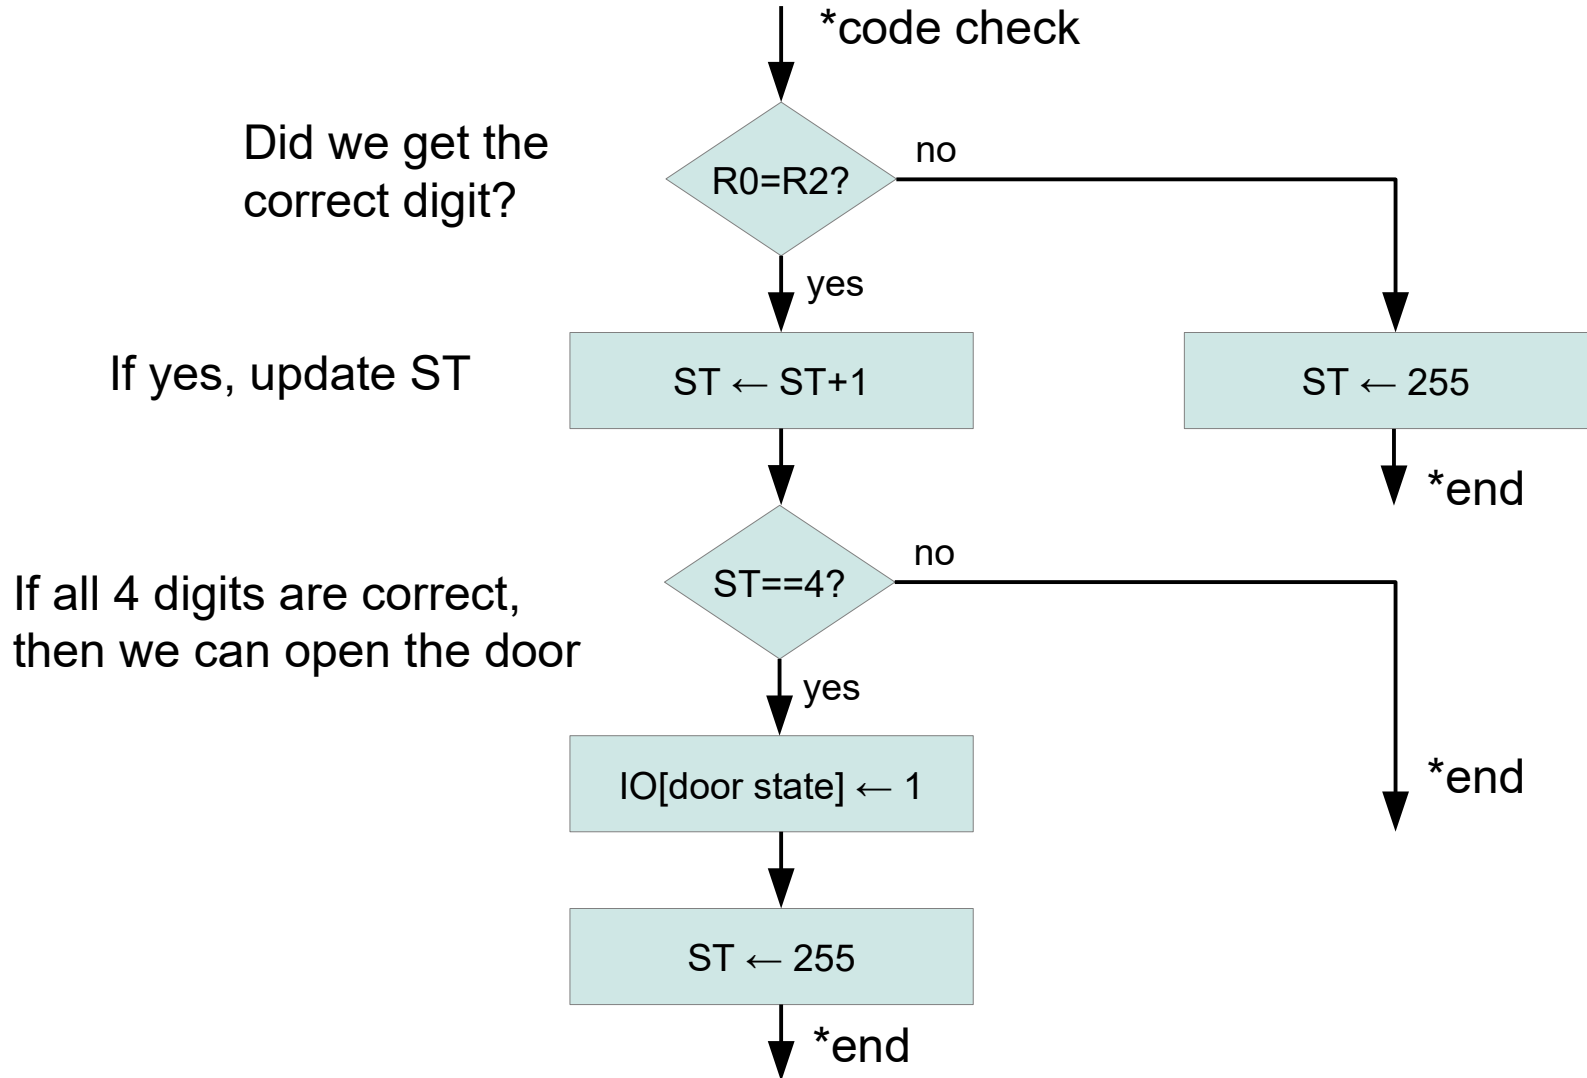 *code check
Did we get the
correct digit?
R0=R2?
no
yes
If yes, update ST
ST ← ST+1
ST ← 255
*end
If all 4 digits are correct,
then we can open the door
ST==4?
no
yes
IO[door state] ← 1
*end
ST ← 255
*end